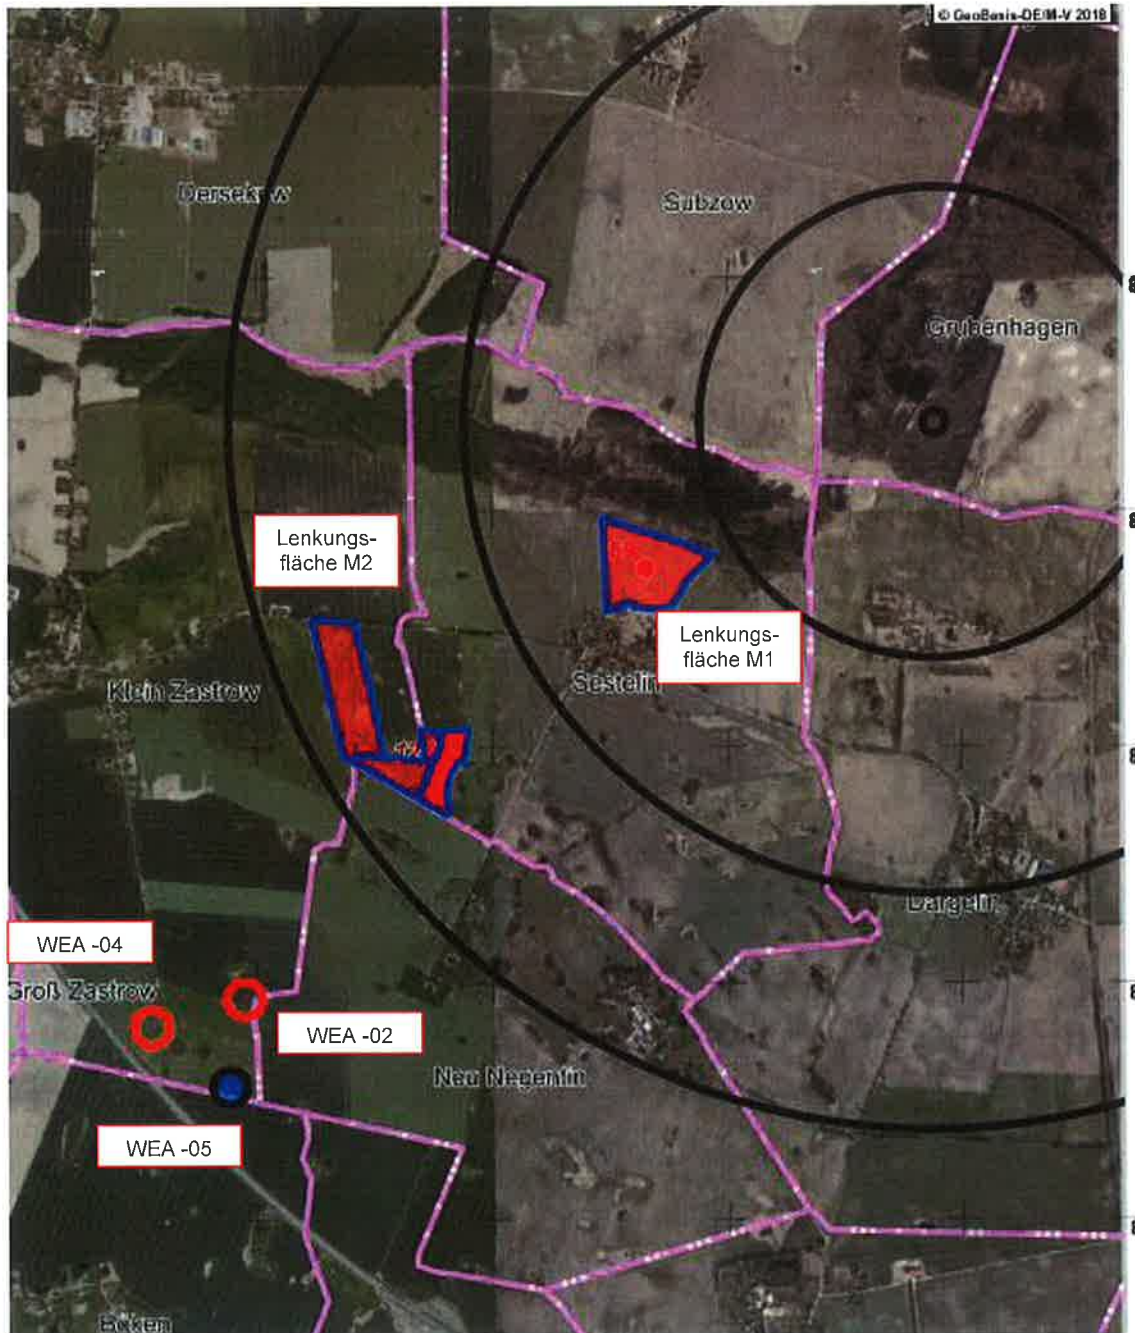 © GeoBasis-DE/M-V 2018
Dersekow
Subzow
Grubenhagen
Lenkungs-
fläche M2
Lenkungs-
fläche M1
Klein Zastrow
Sestelin
Dargelin
WEA -04
Groß Zastrow
WEA -02
Neu Negentin
WEA -05